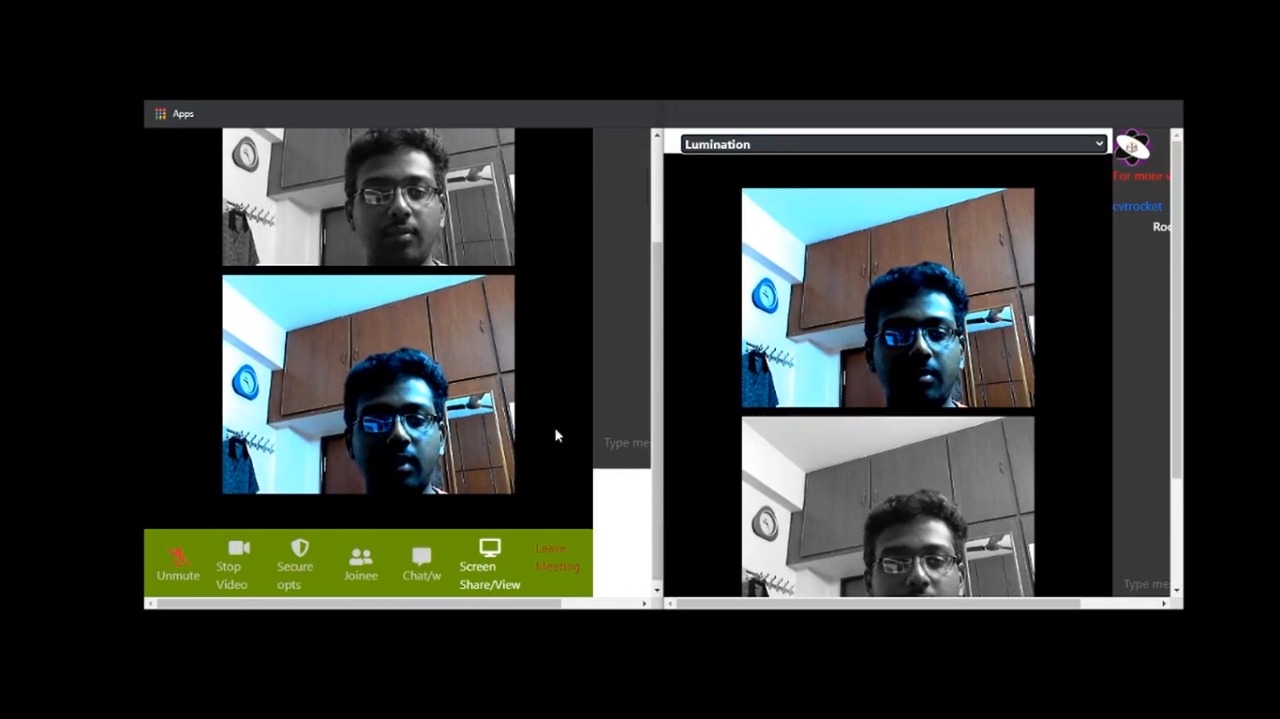 Apps
Lumination
For more
cvrrocket
Type me
Unmute
Stop
Video
Secure
opts
Joinee
Chat/w
Screen
Share/View
Leave
Meeting
Type me